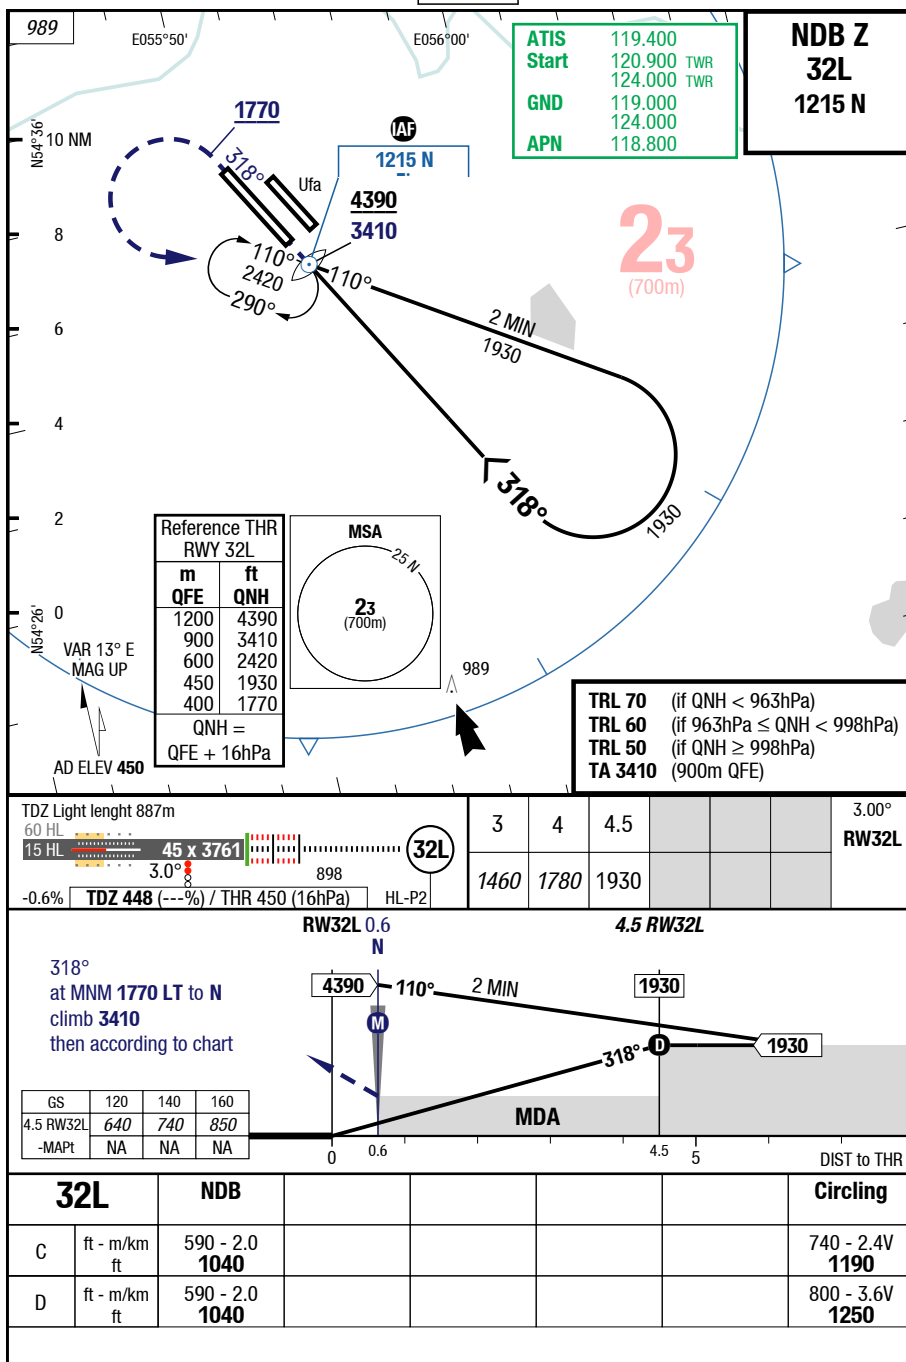 989
E055°50'
E056°00'
ATIS 119.400
Start 120.900 TWR
124.000 TWR
GND 119.000
124.000
APN 118.800
NDB Z
32L
1215 N
N54°36'
10 NM
1770
IAF
1215 N
318°
Ufa
4390
3410
23
(700m)
8
110°
2420
290°
110°
2 MIN
1930
6
4
318°
1930
2
0
N54°26'
Reference THR
RWY 32L
m ft
QFE QNH
1200 4390
900 3410
600 2420
450 1930
400 1770
QNH =
QFE + 16hPa
MSA
25 N
23
(700m)
VAR 13° E
MAG UP
AD ELEV 450
989
TRL 70 (if QNH < 963hPa)
TRL 60 (if 963hPa ≤ QNH < 998hPa)
TRL 50 (if QNH ≥ 998hPa)
TA 3410 (900m QFE)
TDZ Light lenght 887m
60 HL
15 HL
45 x 3761
32L
3.0°
898
-0.6%
TDZ 448 (---%) / THR 450 (16hPa)
HL-P2
3 4 4.5 3.00°
RW32L
1460 1780 1930
RW32L 0.6
N
4.5 RW32L
318°
at MNM 1770 LT to N
climb 3410
then according to chart
4390
110°
2 MIN
1930
M
318°
D
1930
MDA
GS 120 140 160
4.5 RW32L 640 740 850
-MAPt NA NA NA
0 0.6 4.5 5 DIST to THR
32L NDB Circling
C ft - m/km 590 - 2.0 740 - 2.4V
ft 1040 1190
D ft - m/km 590 - 2.0 800 - 3.6V
ft 1040 1250